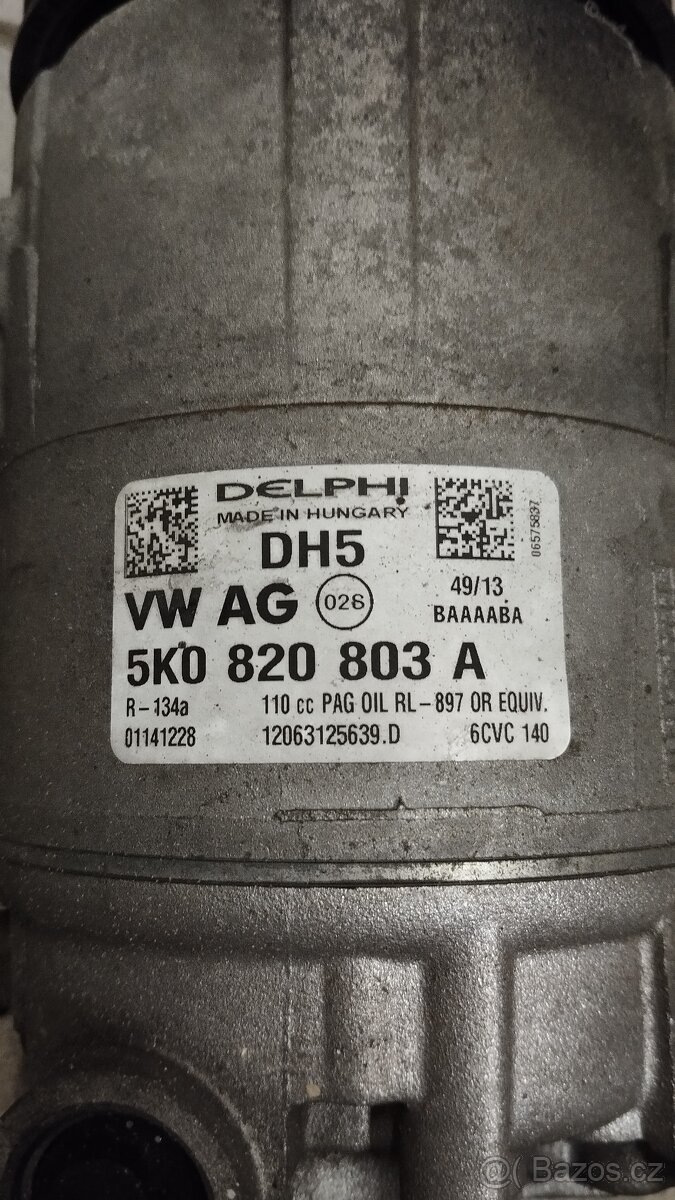 DELPHI
MADE IN HUNGARY
DH5
06575837
VW AG 028 49/13
BAAAABA
5K0 820 803 A
R-134a 110 cc PAG OIL RL-897 OR EQUIV.
01141228 12063125639.D 6CVC 140
Bazos.cz